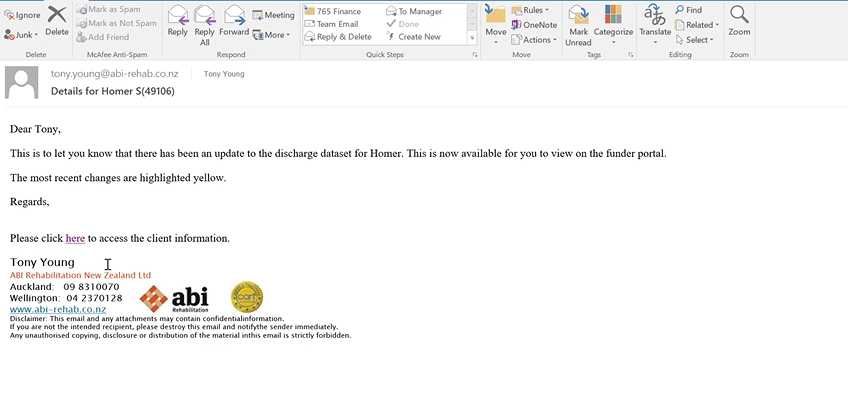 Ignore
Junk
Delete
Delete
Mark as Spam
Mark as Not Spam
Add Friend
McAfee Anti-Spam
Reply
Reply All
Forward
Meeting
More
Respond
765 Finance
Team Email
Reply & Delete
To Manager
Done
Create New
Quick Steps
Move
Rules
OneNote
Actions
Move
Mark Unread
Categorize
Follow Up
Tags
Translate
Find
Related
Select
Editing
Zoom
Zoom
tony.young@abi-rehab.co.nz Tony Young
Details for Homer S(49106)
Dear Tony,
This is to let you know that there has been an update to the discharge dataset for Homer. This is now available for you to view on the funder portal.
The most recent changes are highlighted yellow.
Regards,
Please click here to access the client information.
Tony Young
ABI Rehabilitation New Zealand Ltd
Auckland: 09 8310070
Wellington: 04 2370128
www.abi-rehab.co.nz
abi
Rehabilitation
carf
Disclaimer: This email and any attachments may contain confidentialinformation.
If you are not the intended recipient, please destroy this email and notifythe sender immediately.
Any unauthorised copying, disclosure or distribution of the material inthis email is strictly forbidden.